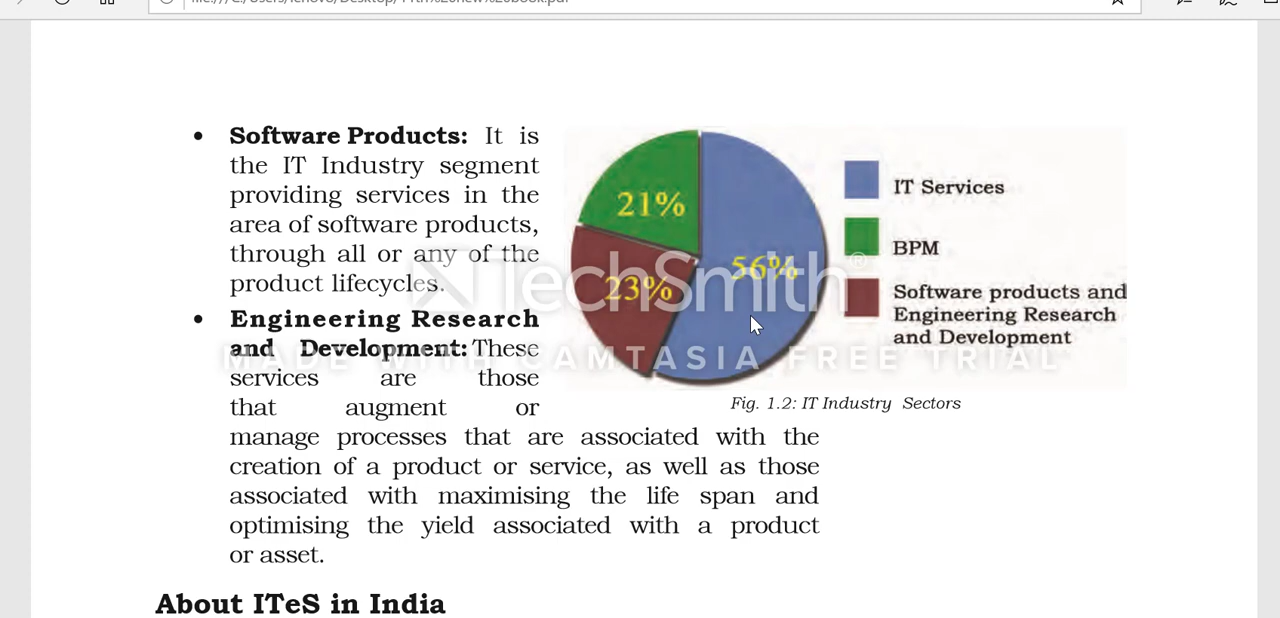 • Software Products: It is
the IT Industry segment
providing services in the
area of software products,
through all or any of the
product lifecycles.
• Engineering Research
and Development: These
services are those
that augment or
manage processes that are associated with the
creation of a product or service, as well as those
associated with maximising the life span and
optimising the yield associated with a product
or asset.
21%
56%
23%
IT Services
BPM
Software products and
Engineering Research
and Development
Fig. 1.2: IT Industry Sectors
TechSmith®
MADE WITH CAMTASIA FREE TRIAL
About ITeS in India